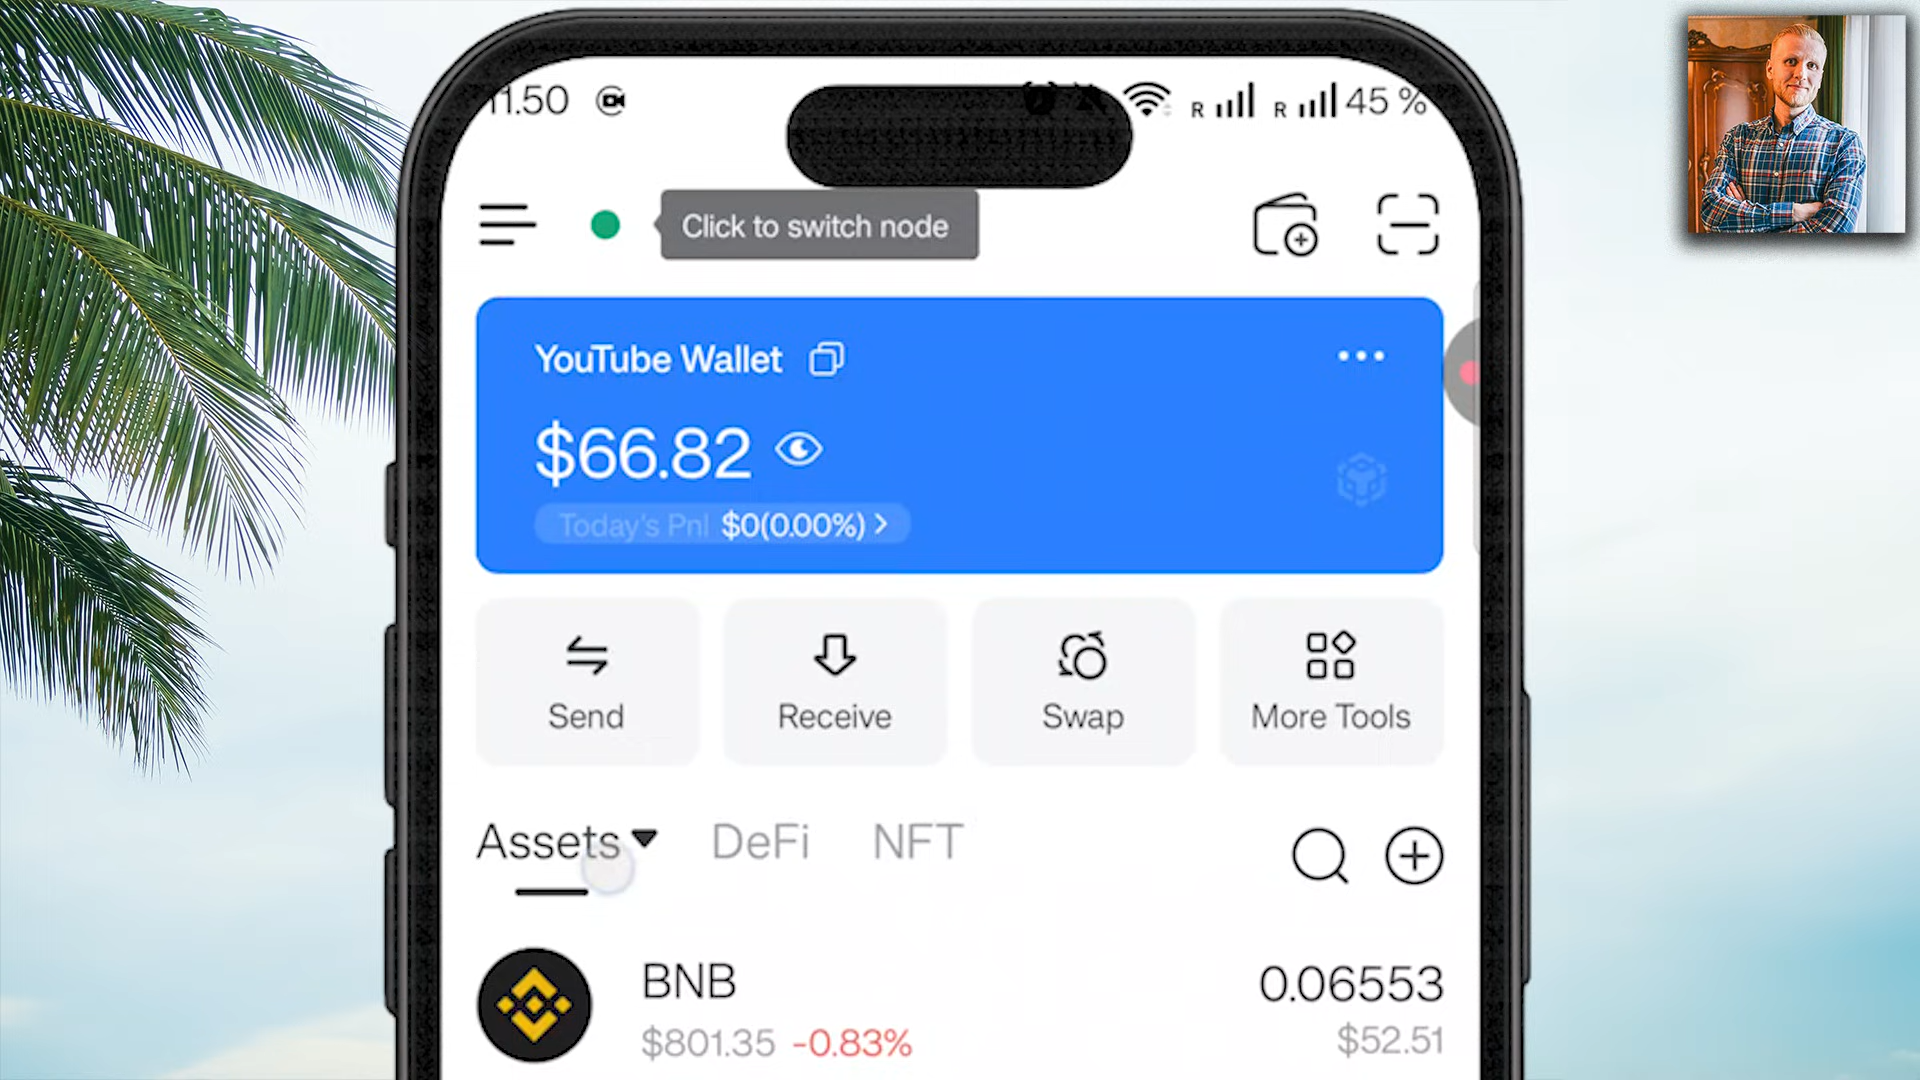 11.50
R
R
45 %
Click to switch node
YouTube Wallet
$66.82
Today's Pnl $0(0.00%) >
Send
Receive
Swap
More Tools
Assets
DeFi
NFT
BNB
0.06553
$801.35 -0.83%
$52.51